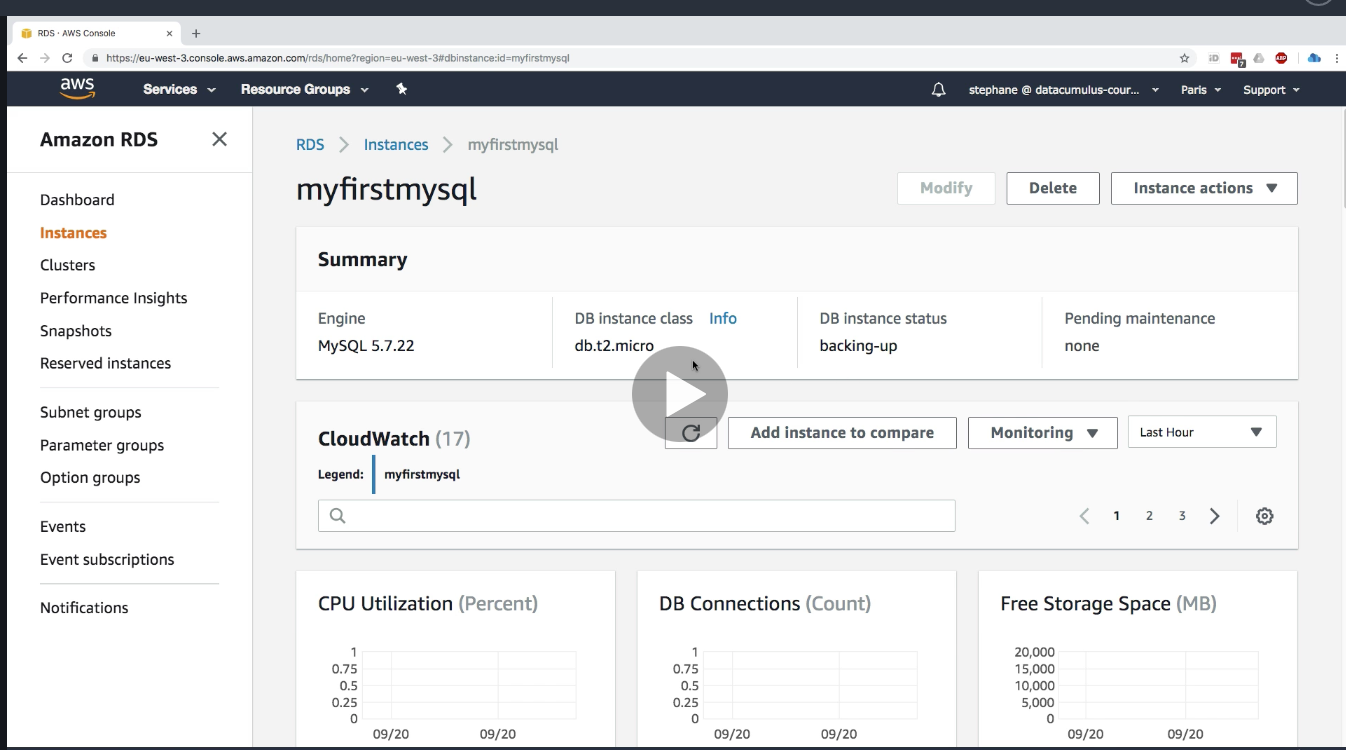 RDS · AWS Console
https://eu-west-3.console.aws.amazon.com/rds/home?region=eu-west-3#dbinstance:id=myfirstmysql
aws Services Resource Groups stephane @ datacumulus-cour... Paris Support
Amazon RDS
Dashboard
Instances
Clusters
Performance Insights
Snapshots
Reserved instances
Subnet groups
Parameter groups
Option groups
Events
Event subscriptions
Notifications
RDS Instances myfirstmysql
myfirstmysql Modify Delete Instance actions
Summary
Engine DB instance class Info DB instance status Pending maintenance
MySQL 5.7.22 db.t2.micro backing-up none
CloudWatch (17) Add instance to compare Monitoring Last Hour
Legend: myfirstmysql
1 2 3
CPU Utilization (Percent) DB Connections (Count) Free Storage Space (MB)
1 1 20,000
0.75 0.75 15,000
0.5 0.5 10,000
0.25 0.25 5,000
0 0 0
09/20 09/20 09/20 09/20 09/20 09/20